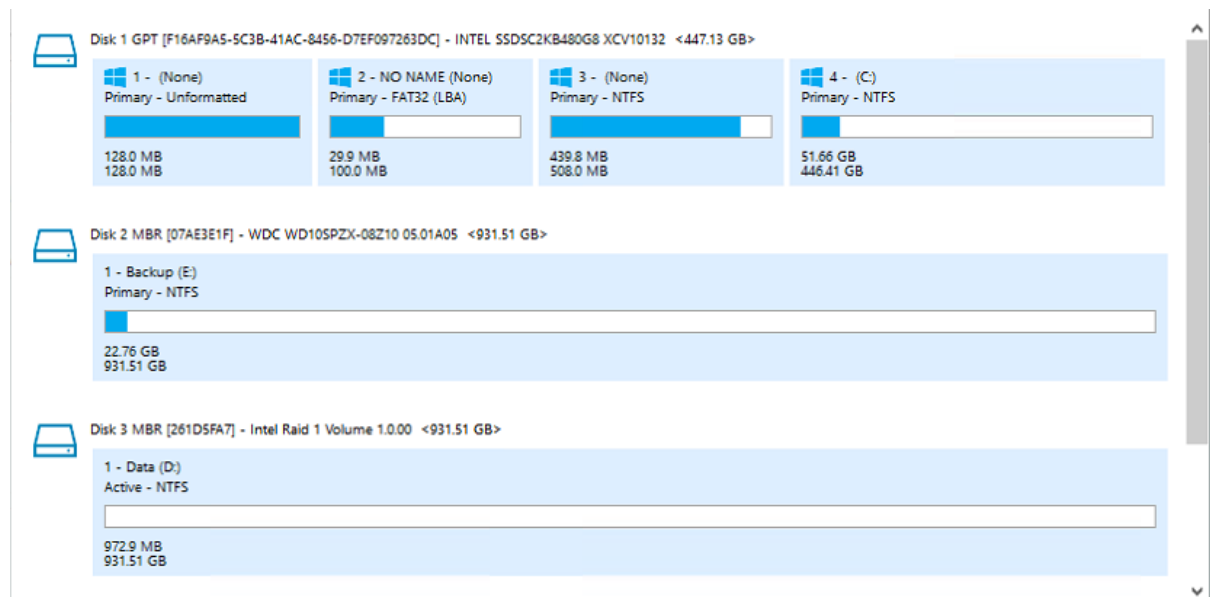 Disk 1 GPT [F16AF9A5-5C3B-41AC-8456-D7EF097263DC] - INTEL SSDSC2KB480G8 XCV10132 <447.13 GB>
1 - (None)
Primary - Unformatted
128.0 MB
128.0 MB
2 - NO NAME (None)
Primary - FAT32 (LBA)
29.9 MB
100.0 MB
3 - (None)
Primary - NTFS
439.8 MB
508.0 MB
4 - (C:)
Primary - NTFS
51.66 GB
446.41 GB
Disk 2 MBR [07AE3E1F] - WDC WD10SPZX-08Z10 05.01A05 <931.51 GB>
1 - Backup (E:)
Primary - NTFS
22.76 GB
931.51 GB
Disk 3 MBR [261D5FA7] - Intel Raid 1 Volume 1.0.00 <931.51 GB>
1 - Data (D:)
Active - NTFS
972.9 MB
931.51 GB